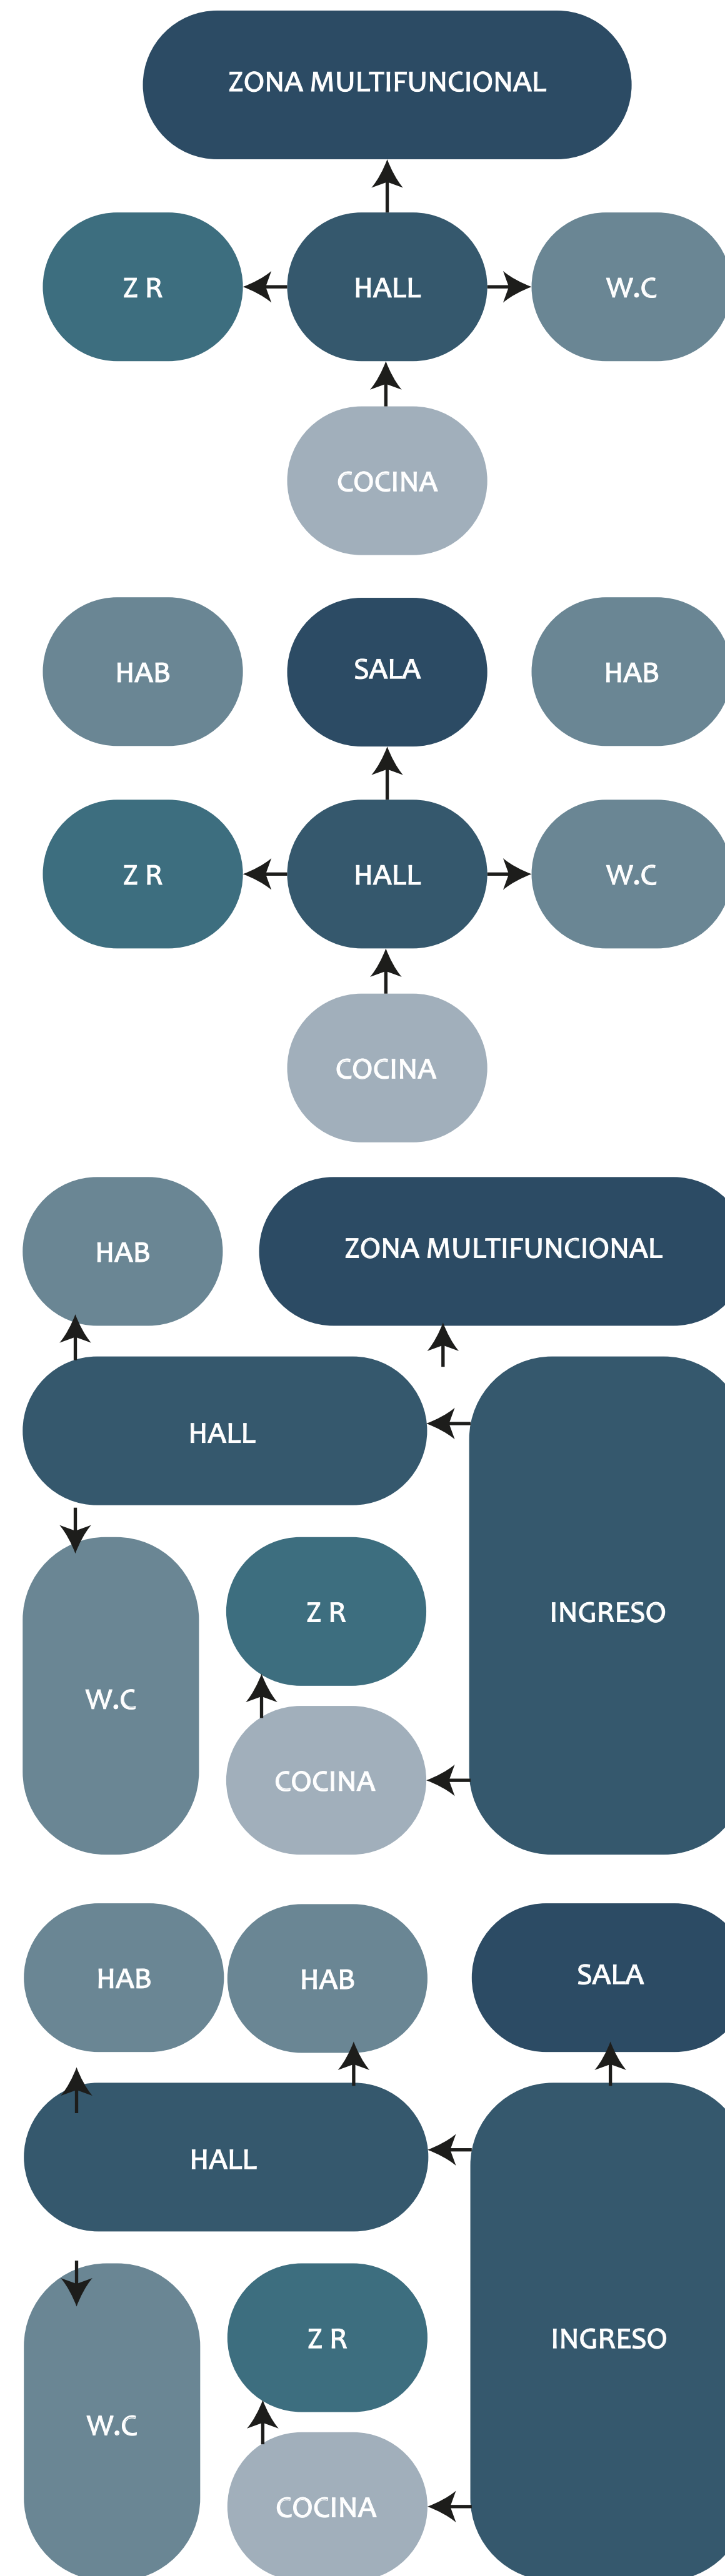 ZONA MULTIFUNCIONAL
Z R
HALL
W.C
COCINA
HAB
SALA
HAB
Z R
HALL
W.C
COCINA
HAB
ZONA MULTIFUNCIONAL
HALL
Z R
INGRESO
W.C
COCINA
HAB
HAB
SALA
HALL
Z R
INGRESO
W.C
COCINA